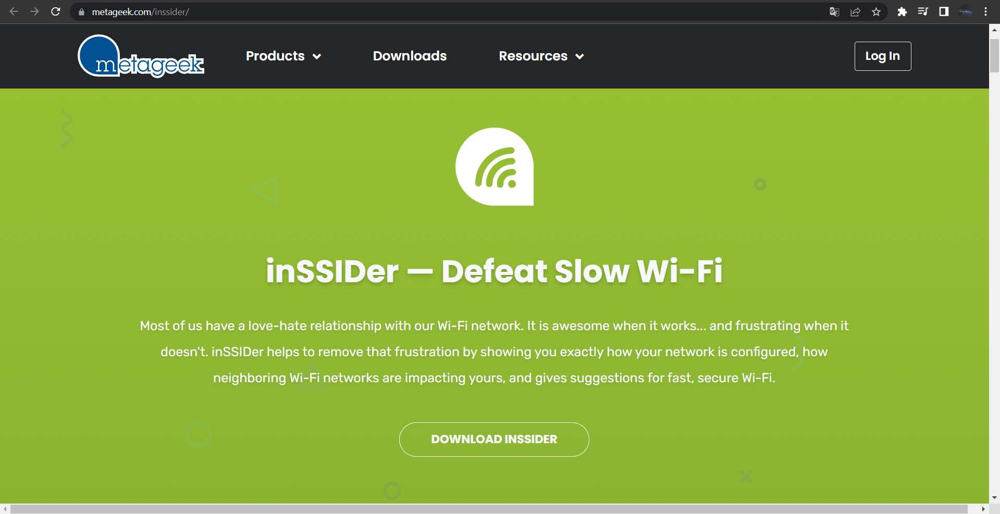 metageek.com/inssider/
metageek
Products
Downloads
Resources
Log In
inSSIDer — Defeat Slow Wi-Fi
Most of us have a love-hate relationship with our Wi-Fi network. It is awesome when it works... and frustrating when it
doesn't. inSSIDer helps to remove that frustration by showing you exactly how your network is configured, how
neighboring Wi-Fi networks are impacting yours, and gives suggestions for fast, secure Wi-Fi.
DOWNLOAD INSSIDER